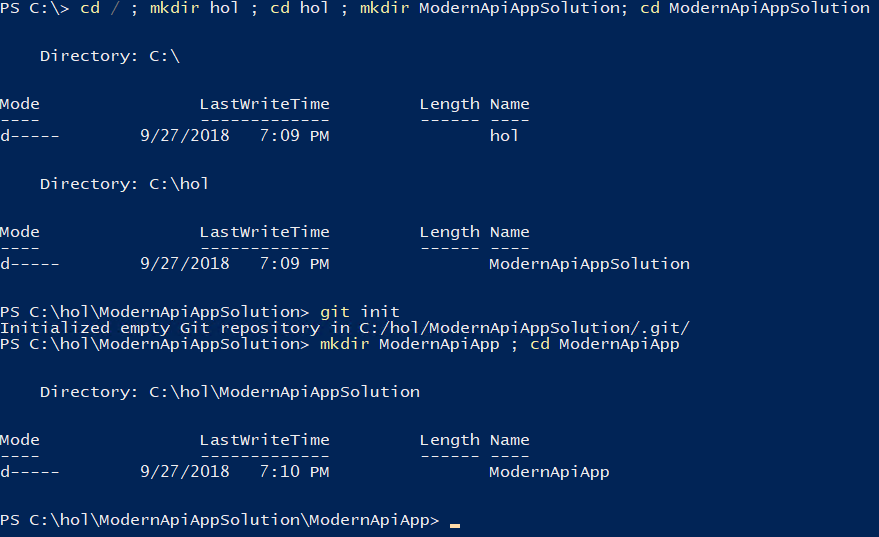 PS C:\> cd / ; mkdir hol ; cd hol ; mkdir ModernApiAppSolution; cd ModernApiAppSolution
Directory: C:\
Mode LastWriteTime Length Name
---- ------------- ------ ----
d----- 9/27/2018 7:09 PM hol
Directory: C:\hol
Mode LastWriteTime Length Name
---- ------------- ------ ----
d----- 9/27/2018 7:09 PM ModernApiAppSolution
PS C:\hol\ModernApiAppSolution> git init
Initialized empty Git repository in C:/hol/ModernApiAppSolution/.git/
PS C:\hol\ModernApiAppSolution> mkdir ModernApiApp ; cd ModernApiApp
Directory: C:\hol\ModernApiAppSolution
Mode LastWriteTime Length Name
---- ------------- ------ ----
d----- 9/27/2018 7:10 PM ModernApiApp
PS C:\hol\ModernApiAppSolution\ModernApiApp>